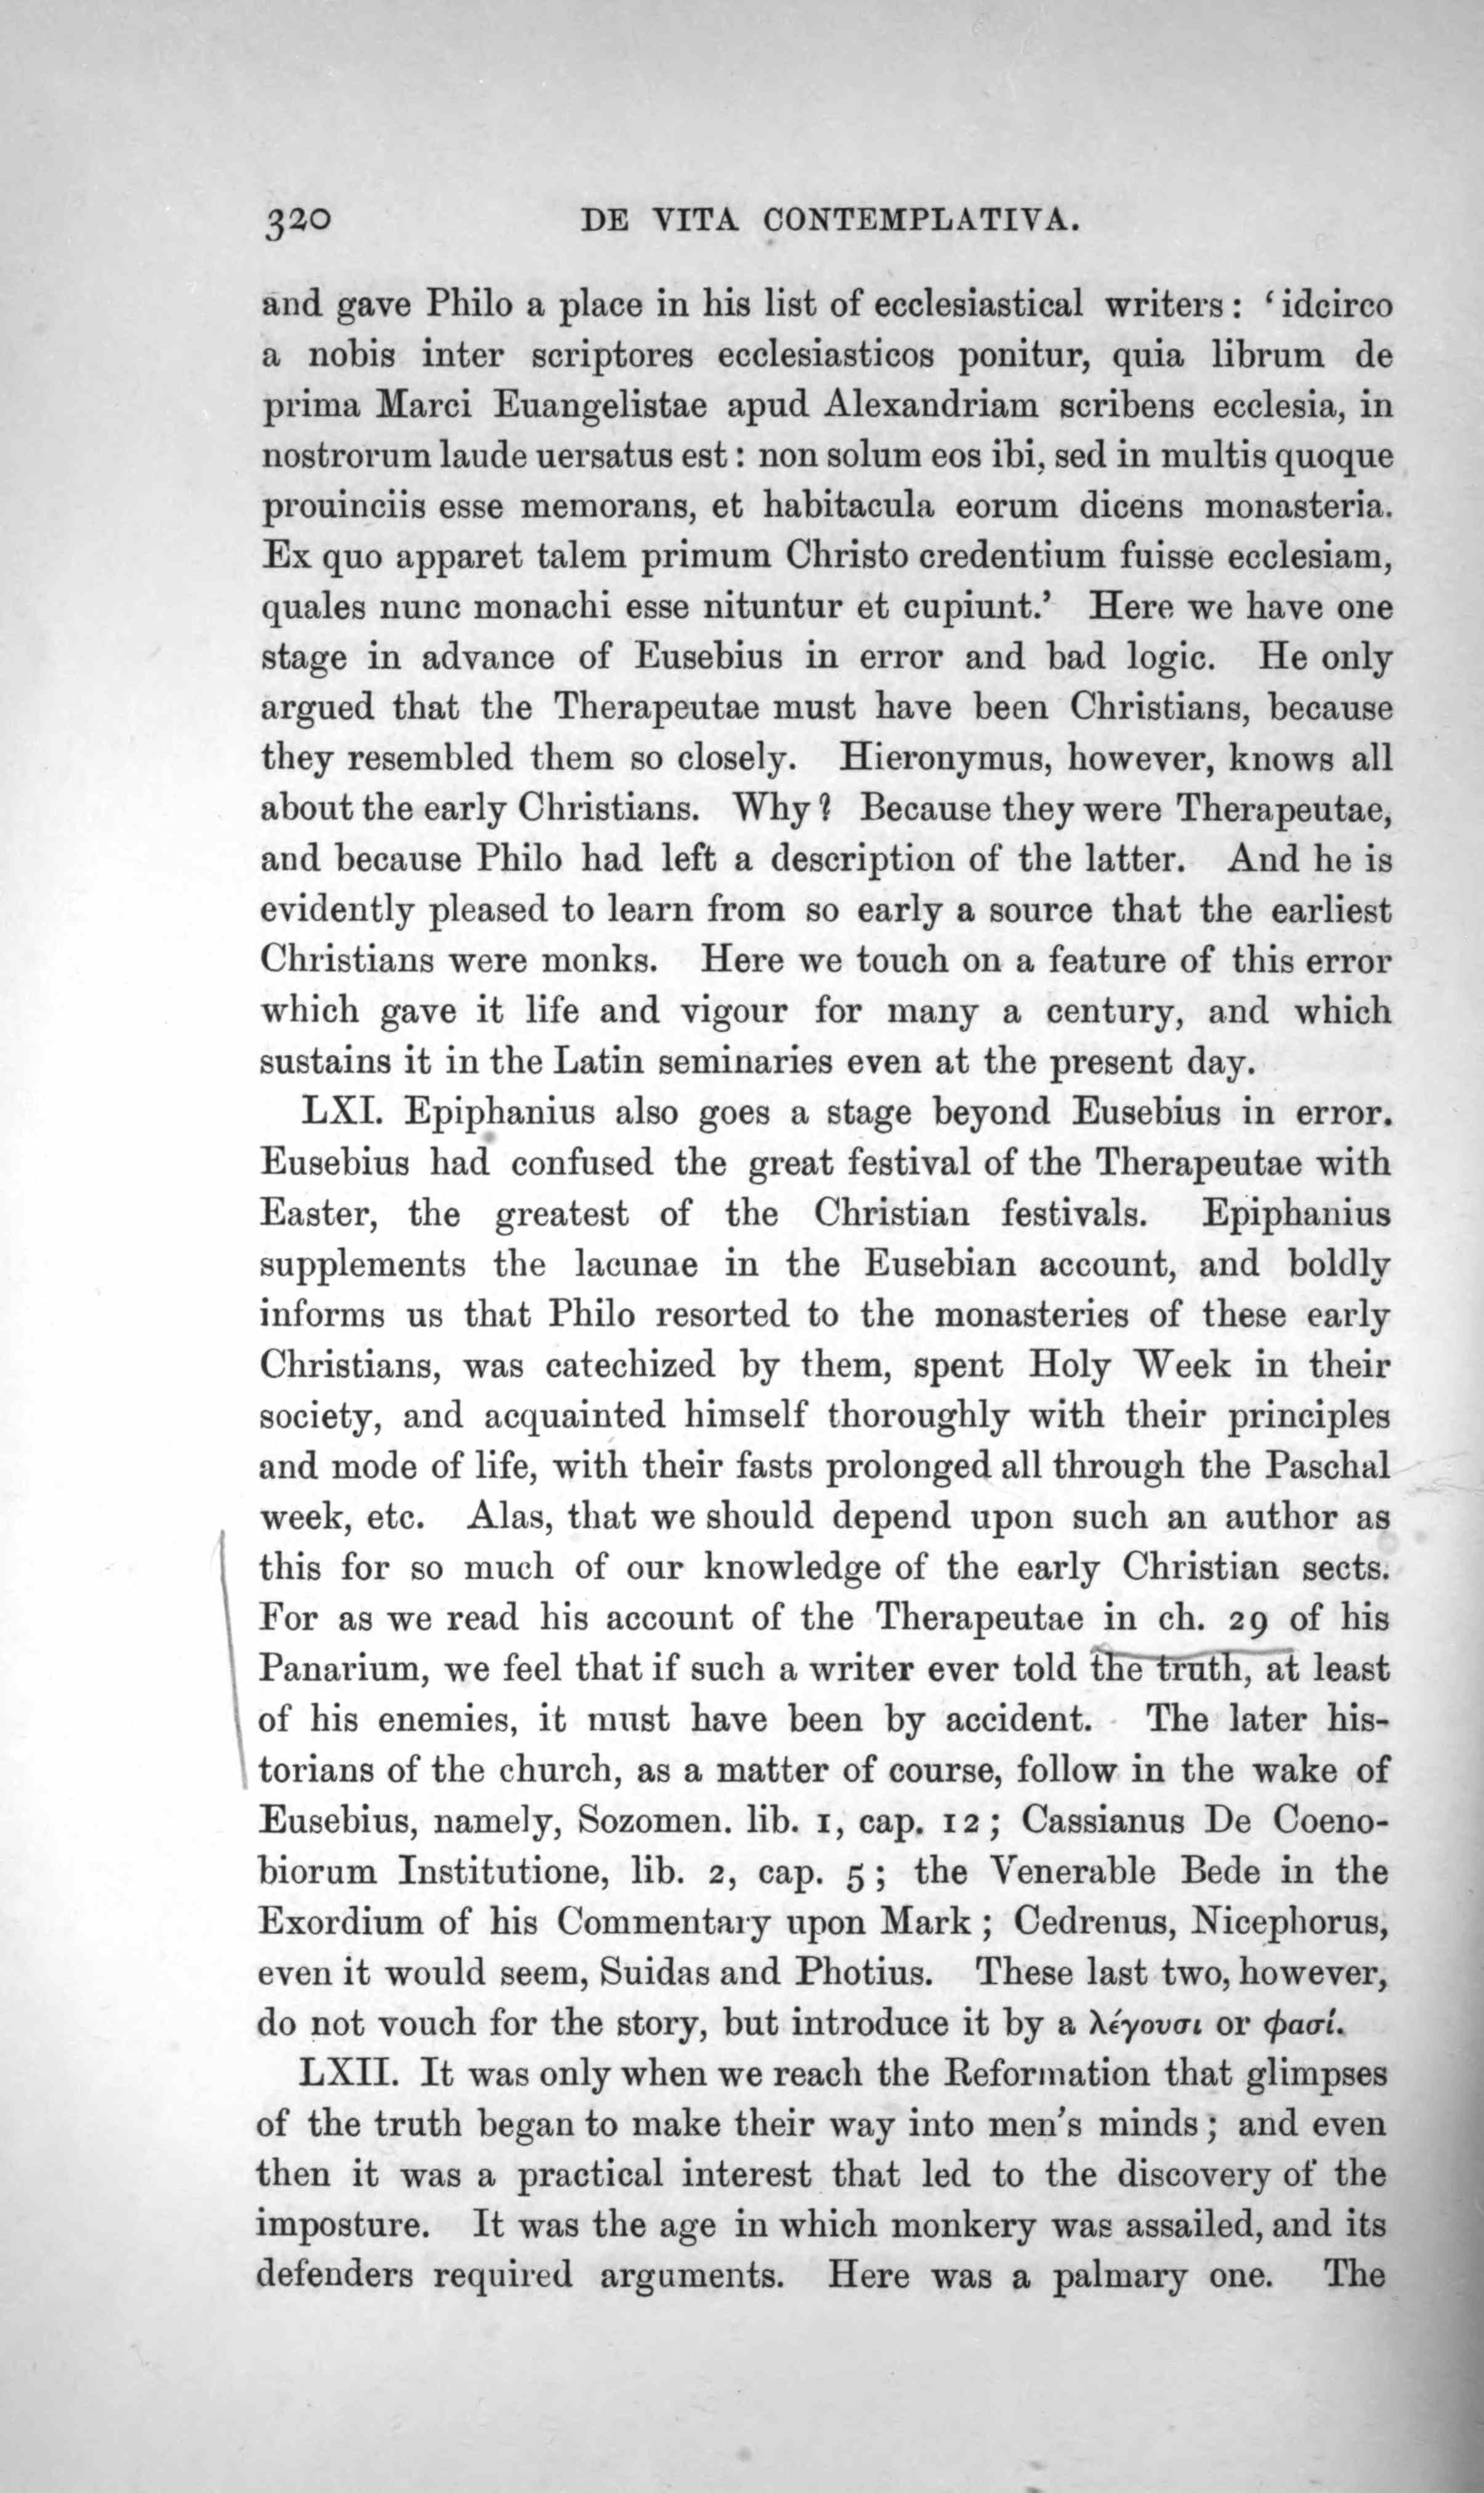 320 DE VITA CONTEMPLATIVA.
and gave Philo a place in his list of ecclesiastical writers: ‘idcirco
a nobis inter scriptores ecclesiasticos ponitur, quia librum de
prima Marci Euangelistae apud Alexandriam scribens ecclesia, in
nostrorum laude uersatus est: non solum eos ibi, sed in multis quoque
prouinciis esse memorans, et habitacula eorum dicens monasteria.
Ex quo apparet talem primum Christo credentium fuisse ecclesiam,
quales nunc monachi esse nituntur et cupiunt.’ Here we have one
stage in advance of Eusebius in error and bad logic. He only
argued that the Therapeutae must have been Christians, because
they resembled them so closely. Hieronymus, however, knows all
about the early Christians. Why? Because they were Therapeutae,
and because Philo had left a description of the latter. And he is
evidently pleased to learn from so early a source that the earliest
Christians were monks. Here we touch on a feature of this error
which gave it life and vigour for many a century, and which
sustains it in the Latin seminaries even at the present day.
LXI. Epiphanius also goes a stage beyond Eusebius in error.
Eusebius had confused the great festival of the Therapeutae with
Easter, the greatest of the Christian festivals. Epiphanius
supplements the lacunae in the Eusebian account, and boldly
informs us that Philo resorted to the monasteries of these early
Christians, was catechized by them, spent Holy Week in their
society, and acquainted himself thoroughly with their principles
and mode of life, with their fasts prolonged all through the Paschal
week, etc. Alas, that we should depend upon such an author as
this for so much of our knowledge of the early Christian sects.
For as we read his account of the Therapeutae in ch. 29 of his
Panarium, we feel that if such a writer ever told the truth, at least
of his enemies, it must have been by accident. The later his-
torians of the church, as a matter of course, follow in the wake of
Eusebius, namely, Sozomen. lib. 1, cap. 12; Cassianus De Coeno-
biorum Institutione, lib. 2, cap. 5; the Venerable Bede in the
Exordium of his Commentary upon Mark; Cedrenus, Nicephorus,
even it would seem, Suidas and Photius. These last two, however,
do not vouch for the story, but introduce it by a λέγουσι or φασί.
LXII. It was only when we reach the Reformation that glimpses
of the truth began to make their way into men’s minds; and even
then it was a practical interest that led to the discovery of the
imposture. It was the age in which monkery was assailed, and its
defenders required arguments. Here was a palmary one. The